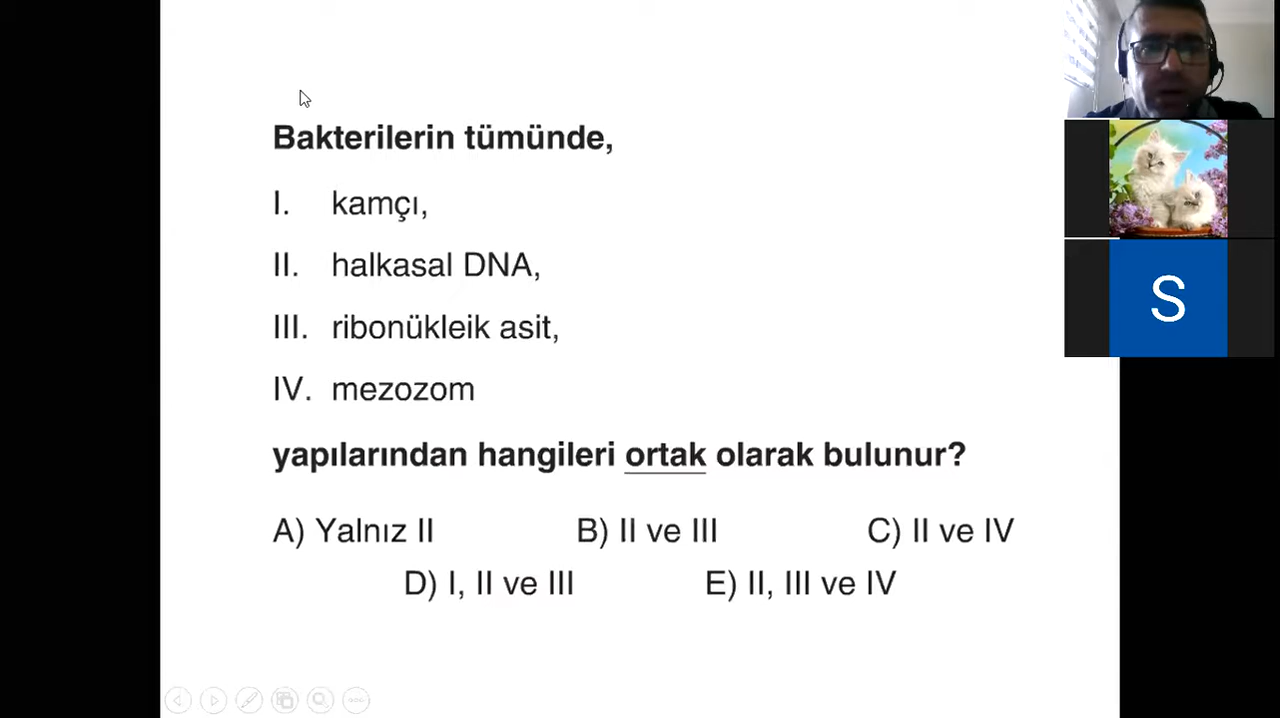 Bakterilerin tümünde,
I. kamçı,
II. halkasal DNA,
III. ribonükleik asit,
IV. mezozom
yapılarından hangileri ortak olarak bulunur?
A) Yalnız II B) II ve III C) II ve IV
D) I, II ve III E) II, III ve IV
S